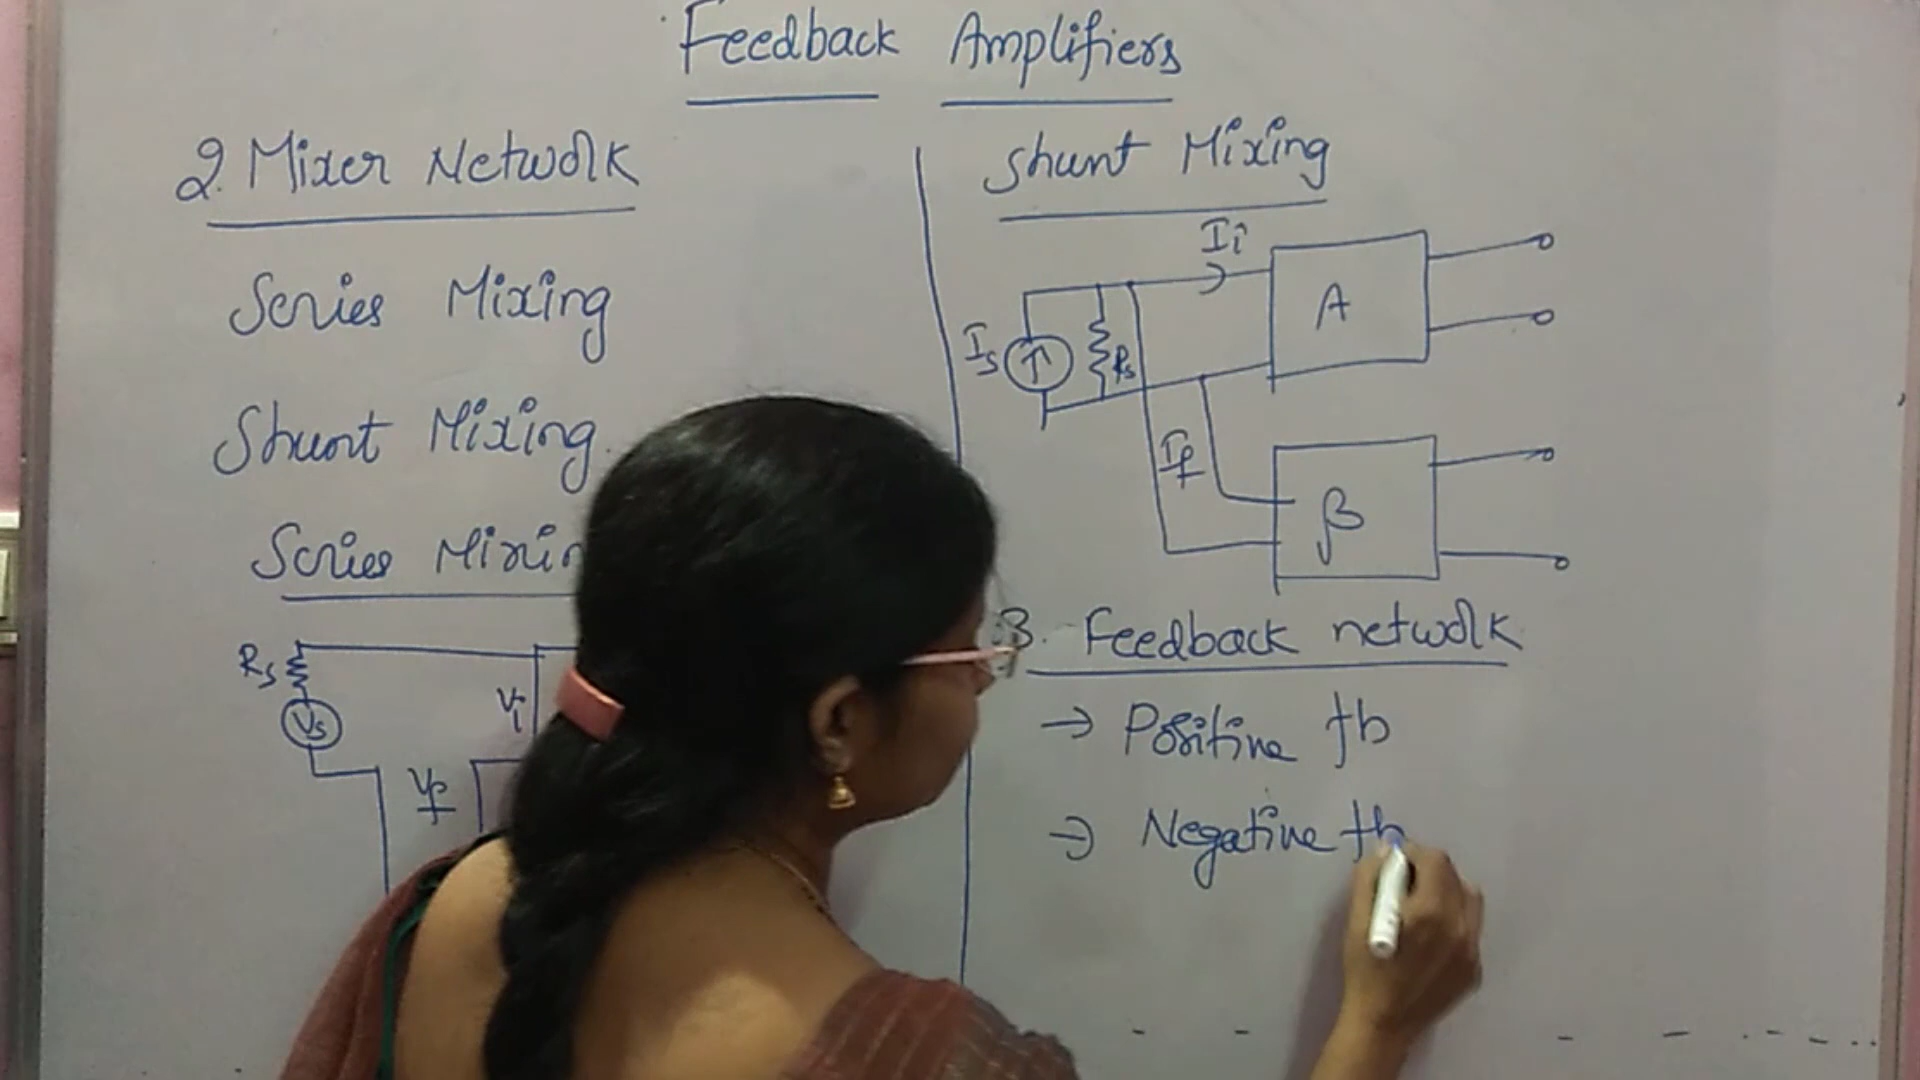 Feedback Amplifiers
2. Mixer Network
Series Mixing
Shunt Mixing
Series Mixin
Rs
Vs
Vi
Vf
Shunt Mixing
Ii
A
Is
Rs
If
β
3. Feedback network
→ Positive fb
→ Negative fb